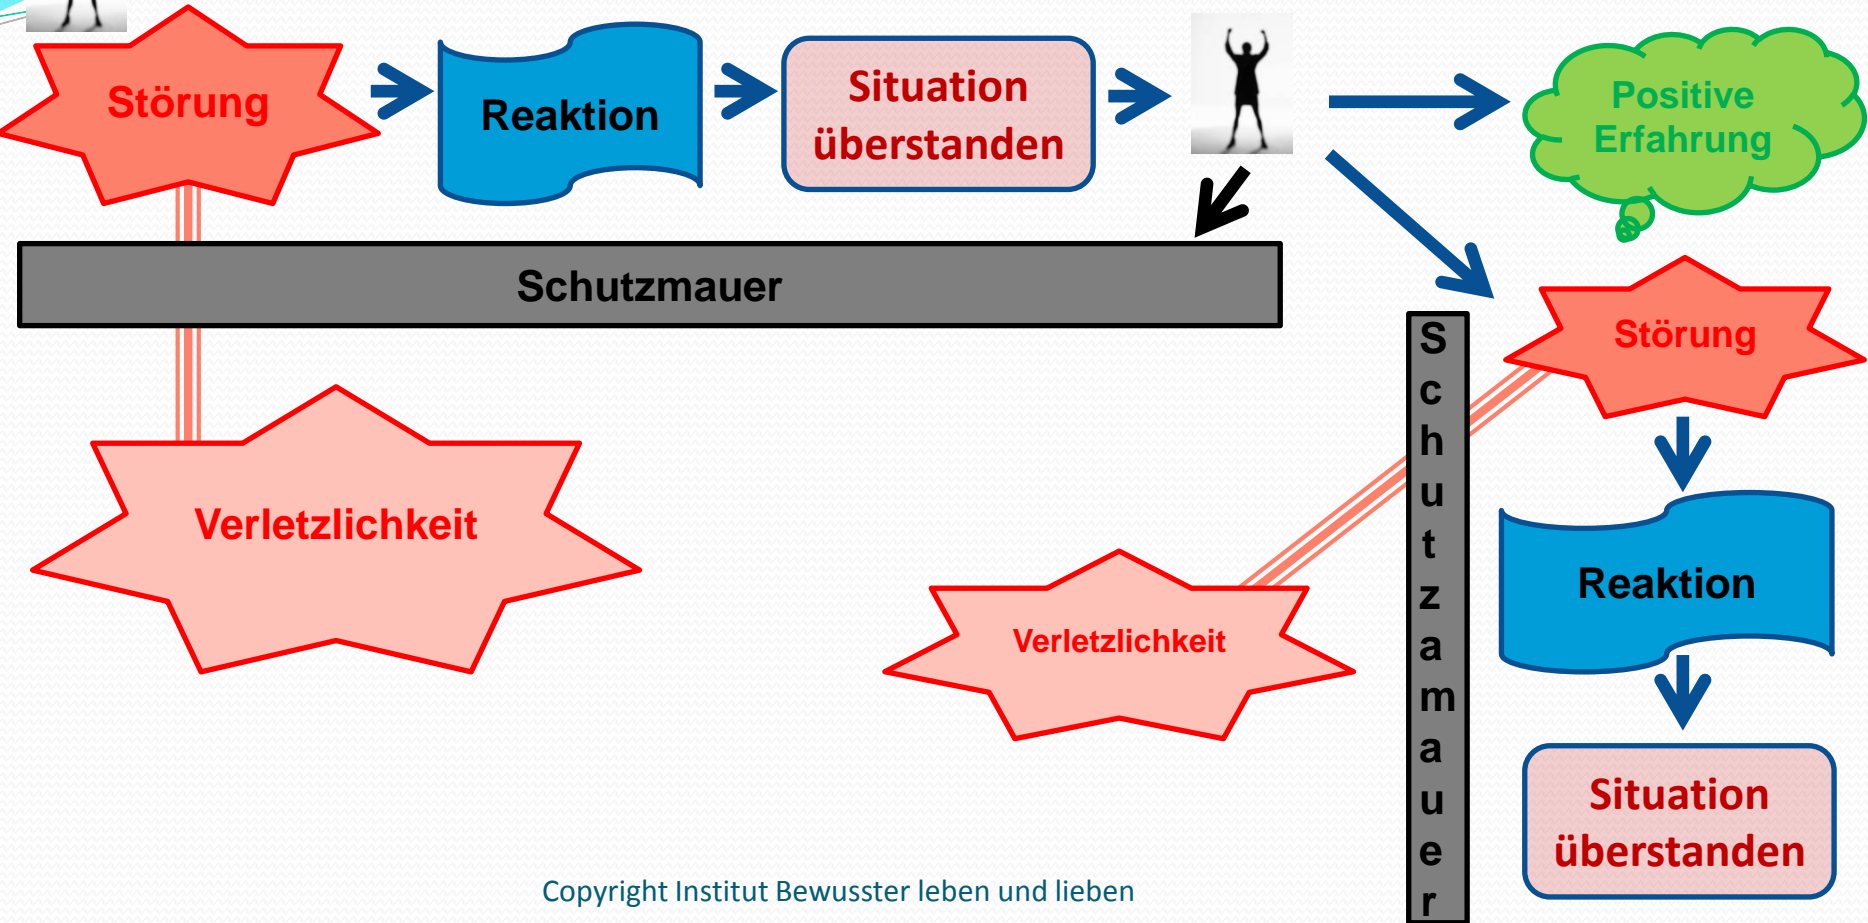 Störung
Reaktion
Situation
überstanden
Positive
Erfahrung
Schutzmauer
Verletzlichkeit
Störung
Verletzlichkeit
S
c
h
u
t
z
m
a
u
e
r
Reaktion
Situation
überstanden
Copyright Institut Bewusster leben und lieben